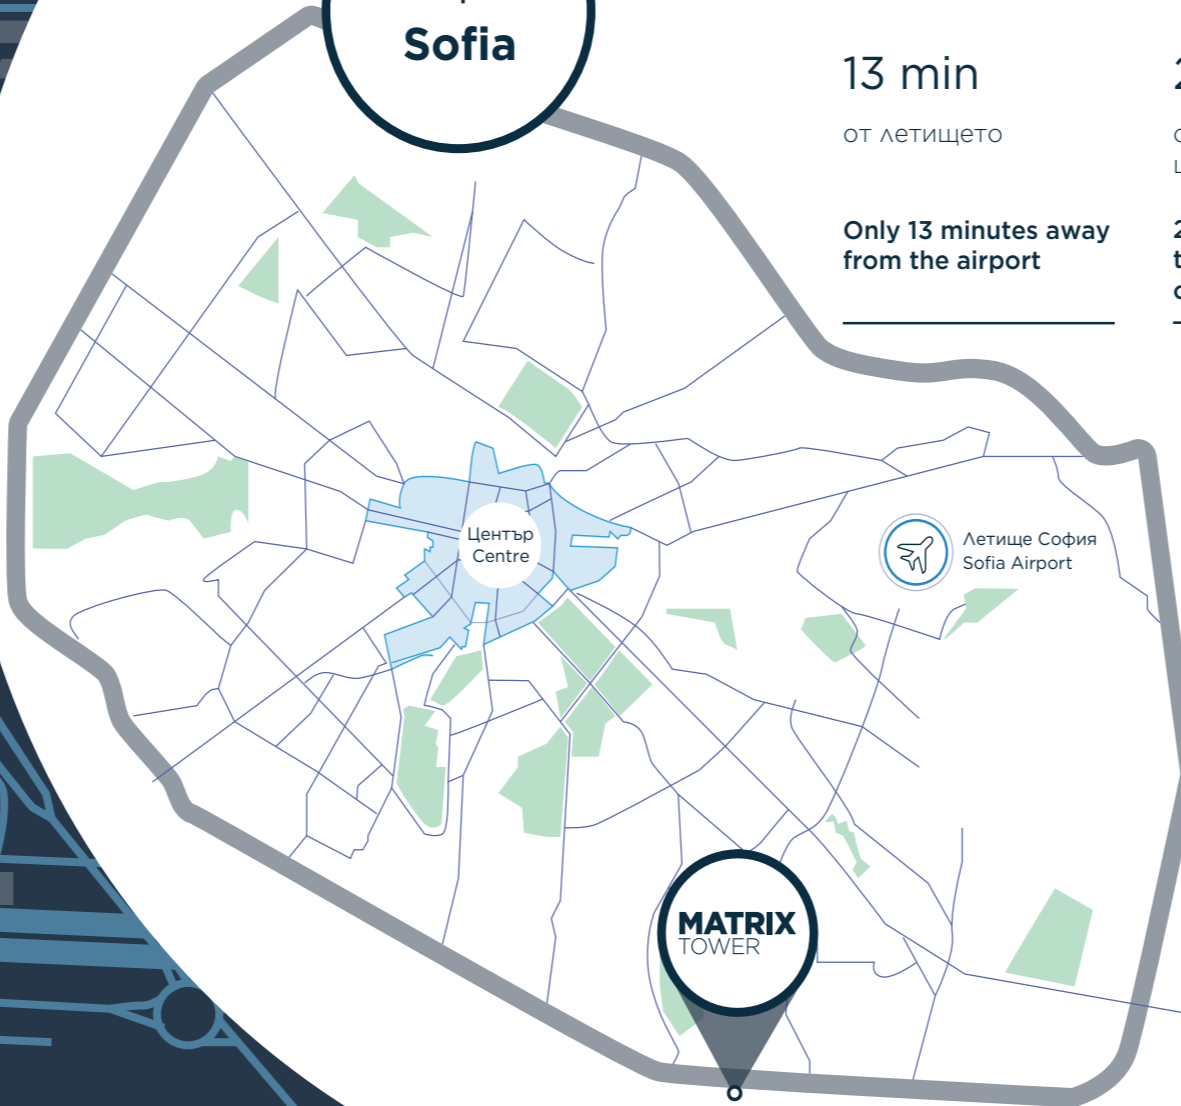 Sofia
13 min
от летището
Only 13 minutes away
from the airport
Център
Centre
Летище София
Sofia Airport
MATRIX
TOWER